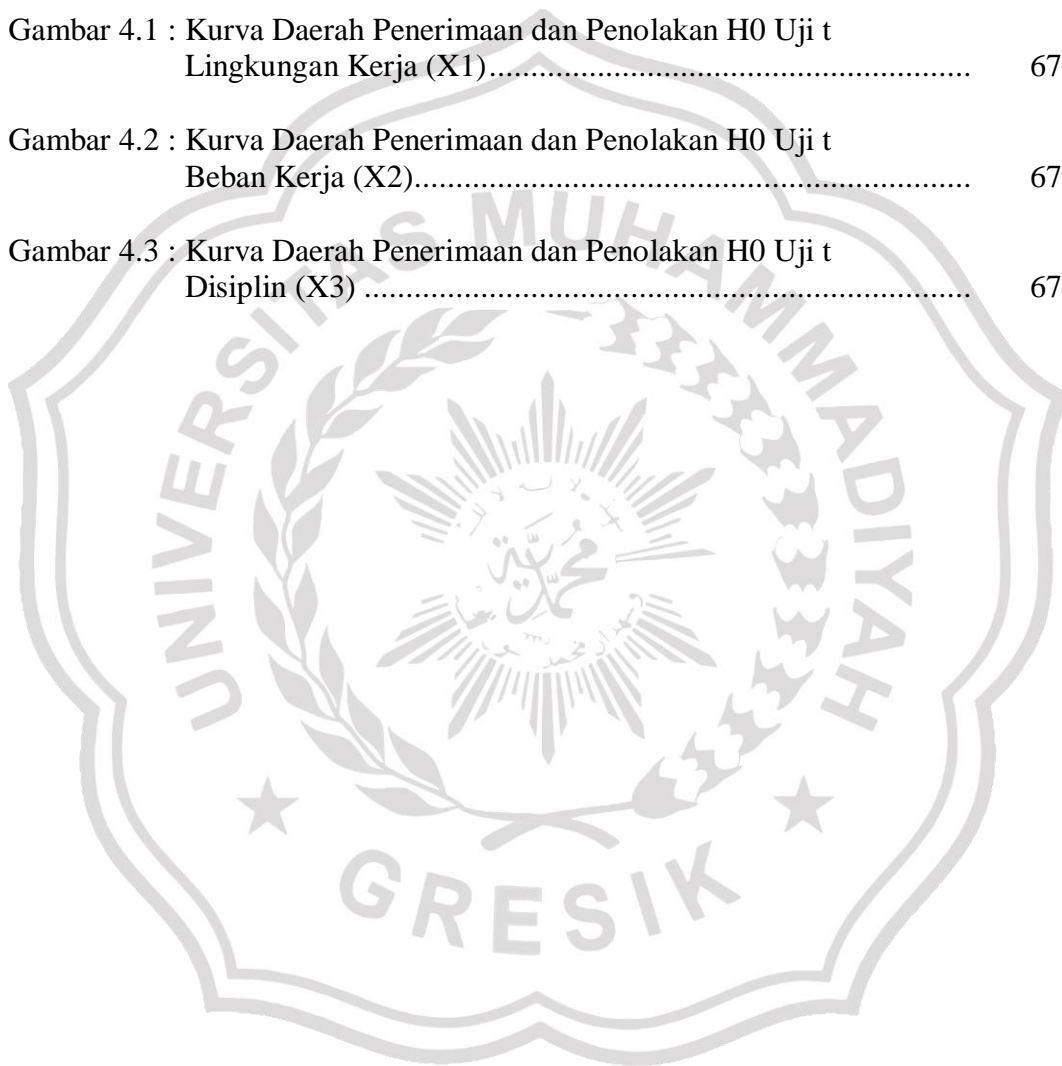 Gambar 4.1 : Kurva Daerah Penerimaan dan Penolakan H0 Uji t
Lingkungan Kerja (X1)........................................................... 67
Gambar 4.2 : Kurva Daerah Penerimaan dan Penolakan H0 Uji t
Beban Kerja (X2)................................................................... 67
Gambar 4.3 : Kurva Daerah Penerimaan dan Penolakan H0 Uji t
Disiplin (X3) ......................................................................... 67
UNIVERSITAS MUHAMMADIYAH
محمد
GRESIK